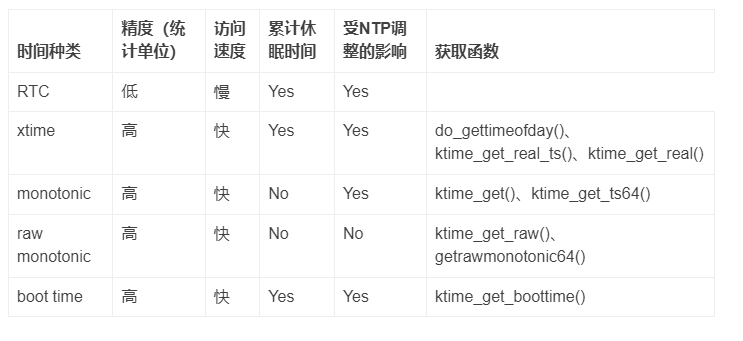 时间种类 精度（统计单位） 访问速度 累计休眠时间 受NTP调整的影响 获取函数
RTC 低 慢 Yes Yes
xtime 高 快 Yes Yes do_gettimeofday()、
ktime_get_real_ts()、ktime_get_real()
monotonic 高 快 No Yes ktime_get()、ktime_get_ts64()
raw monotonic 高 快 No No ktime_get_raw()、
getrawmonotonic64()
boot time 高 快 Yes Yes ktime_get_boottime()